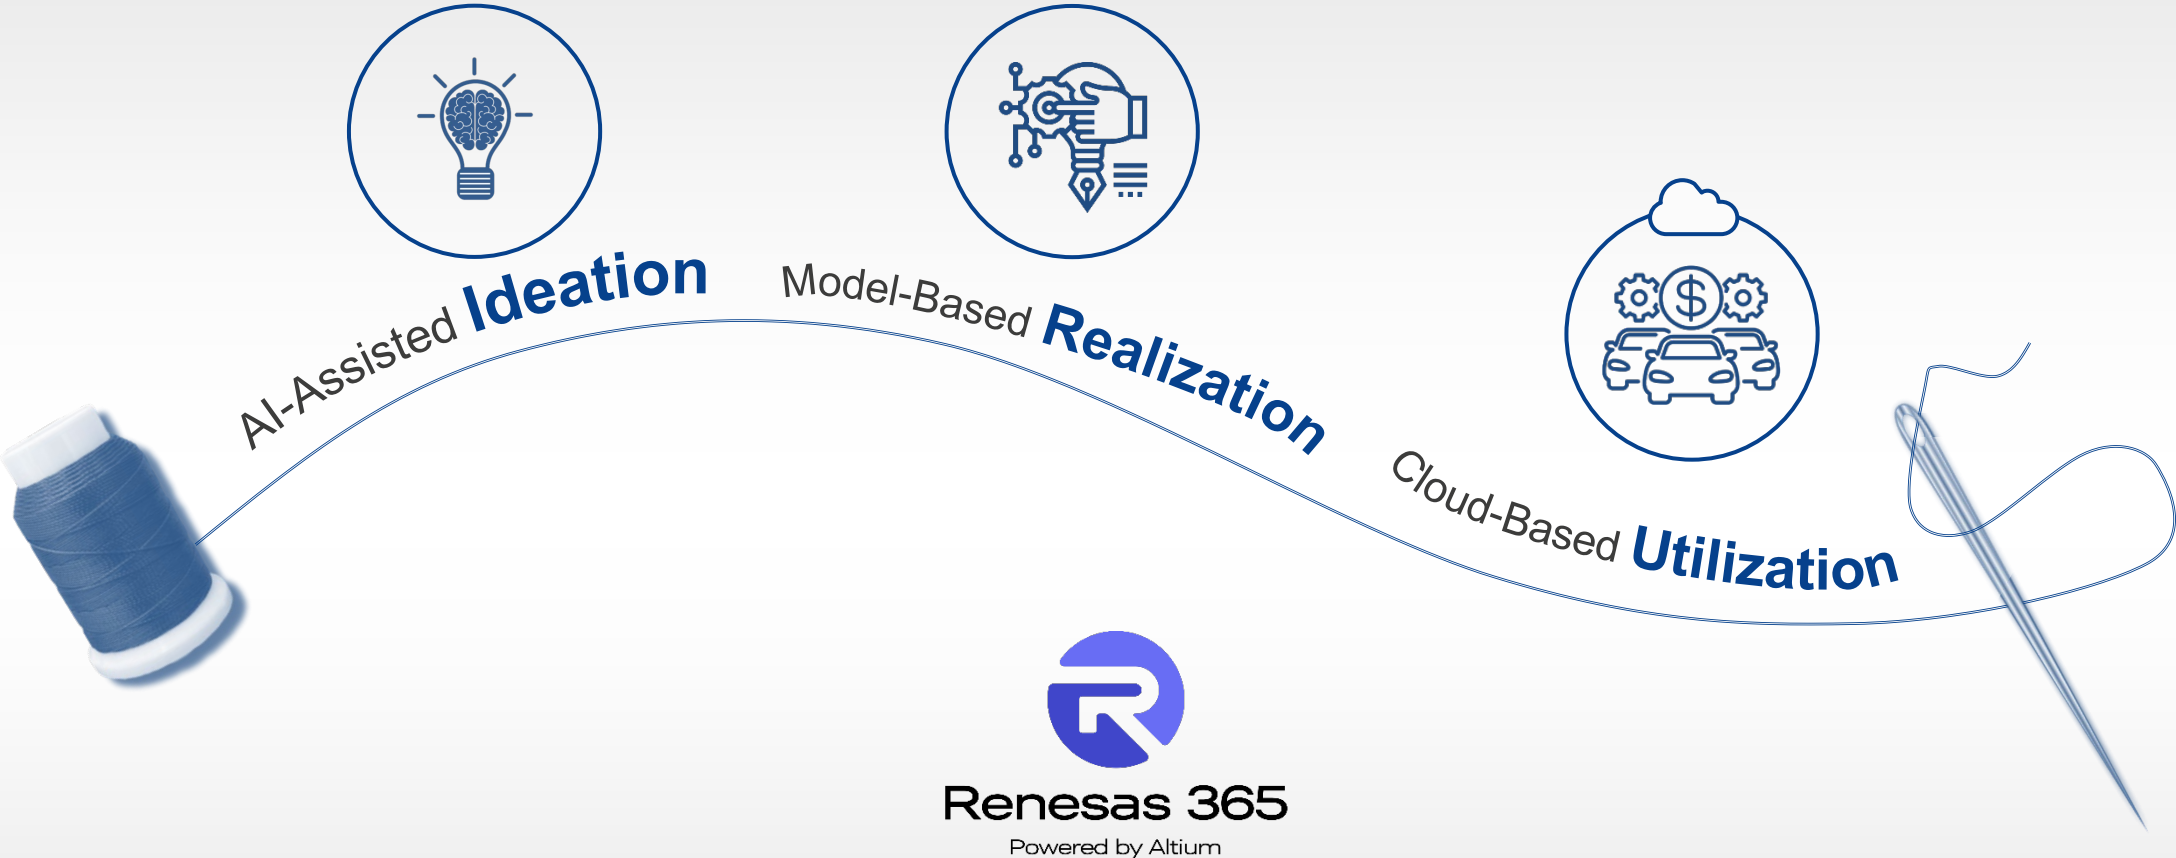 AI-Assisted Ideation
Model-Based Realization
Cloud-Based Utilization
$
Renesas 365
Powered by Altium